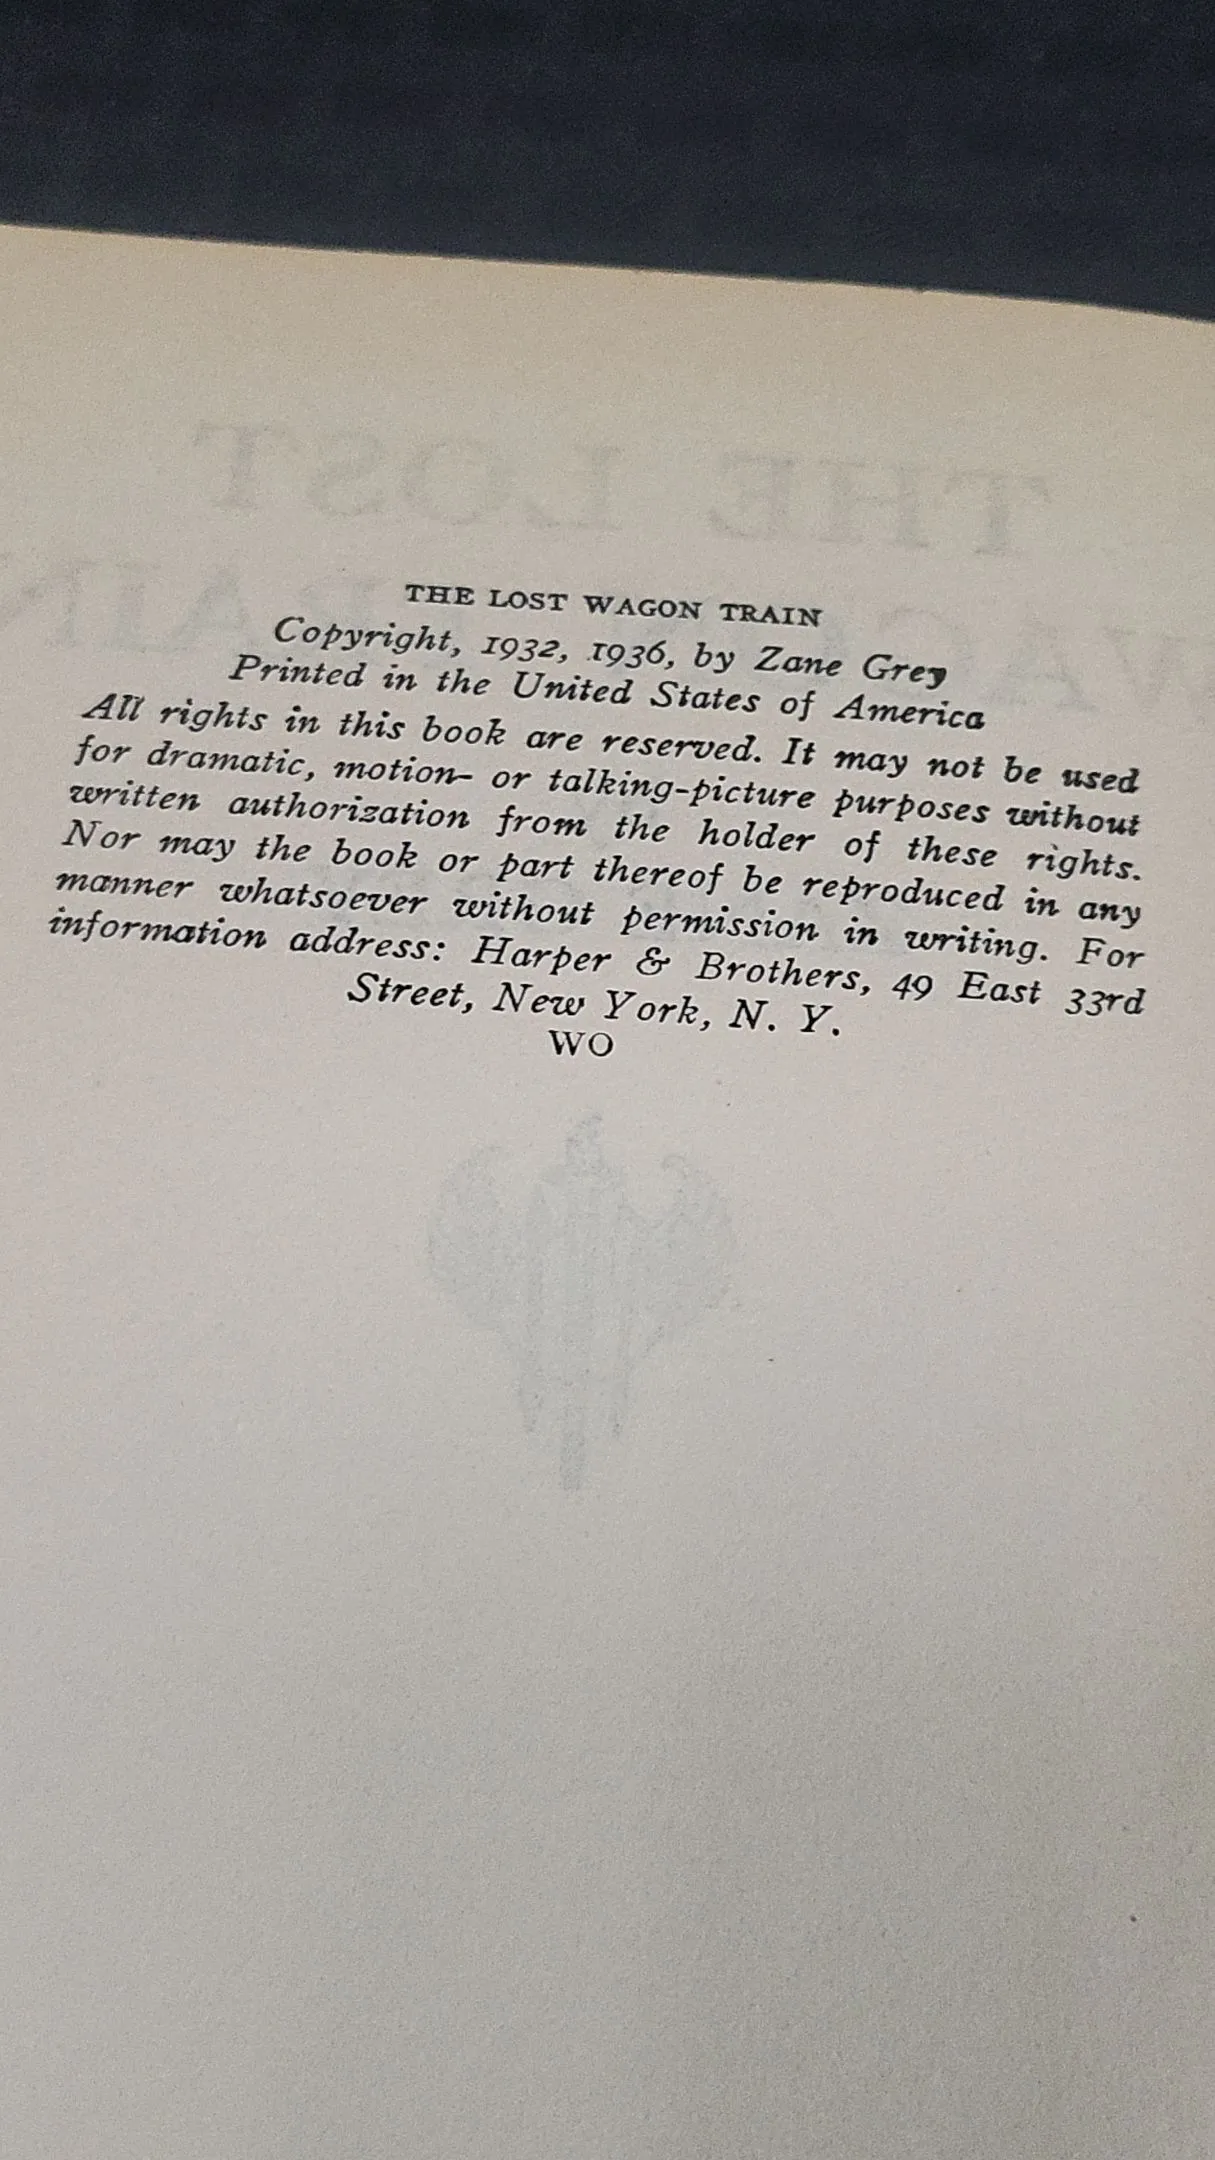 THE LOST WAGON TRAIN
Copyright, 1932, 1936, by Zane Grey
Printed in the United States of America
All rights in this book are reserved. It may not be used
for dramatic, motion- or talking-picture purposes without
written authorization from the holder of these rights.
Nor may the book or part thereof be reproduced in any
manner whatsoever without permission in writing. For
information address: Harper & Brothers, 49 East 33rd
Street, New York, N. Y.
WO